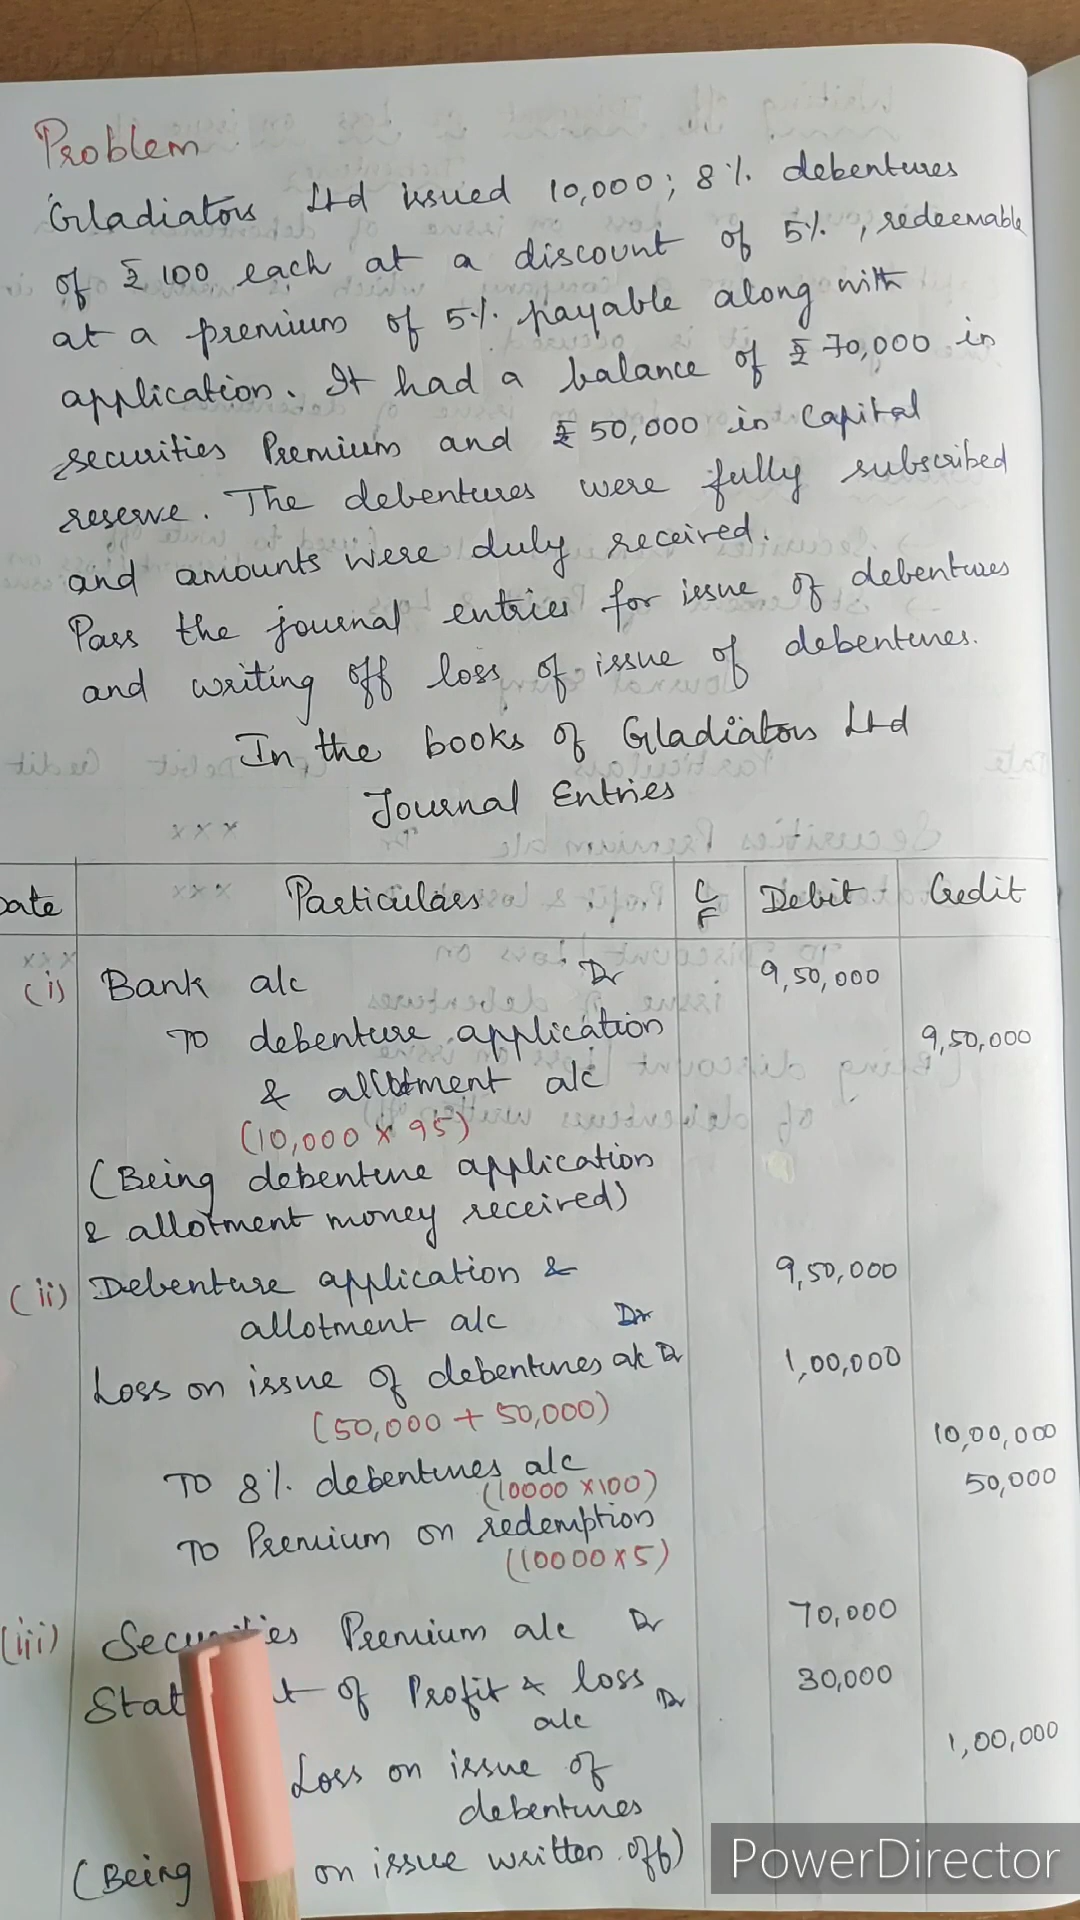 Problem
Gladiators Ltd issued 10,000; 8% debentures
of ₹ 100 each at a discount of 5%, redeemable
at a premium of 5% payable along with
application. It had a balance of ₹ 70,000 in
securities Premium and ₹ 50,000 in Capital
reserve. The debentures were fully subscribed
and amounts were duly received.
Pass the journal entries for issue of debentures
and writing off loss of issue of debentures.
In the books of Gladiators Ltd
Journal Entries
Date Particulars L F Debit Credit
(i) Bank a/c Dr 9,50,000
To debenture application 9,50,000
& allotment a/c
(10,000 x 95)
(Being debenture application
& allotment money received)
(ii) Debenture application & 9,50,000
allotment a/c Dr
Loss on issue of debentures a/c Dr 1,00,000
(50,000 + 50,000)
To 8% debentures a/c 10,00,000
(10000 x 100)
To Premium on redemption 50,000
(10000 x 5)
(iii) Securities Premium a/c Dr 70,000
of Profit & loss Dr 30,000
a/c
Loss on issue of 1,00,000
debentures
(Being on issue written off)
PowerDirector